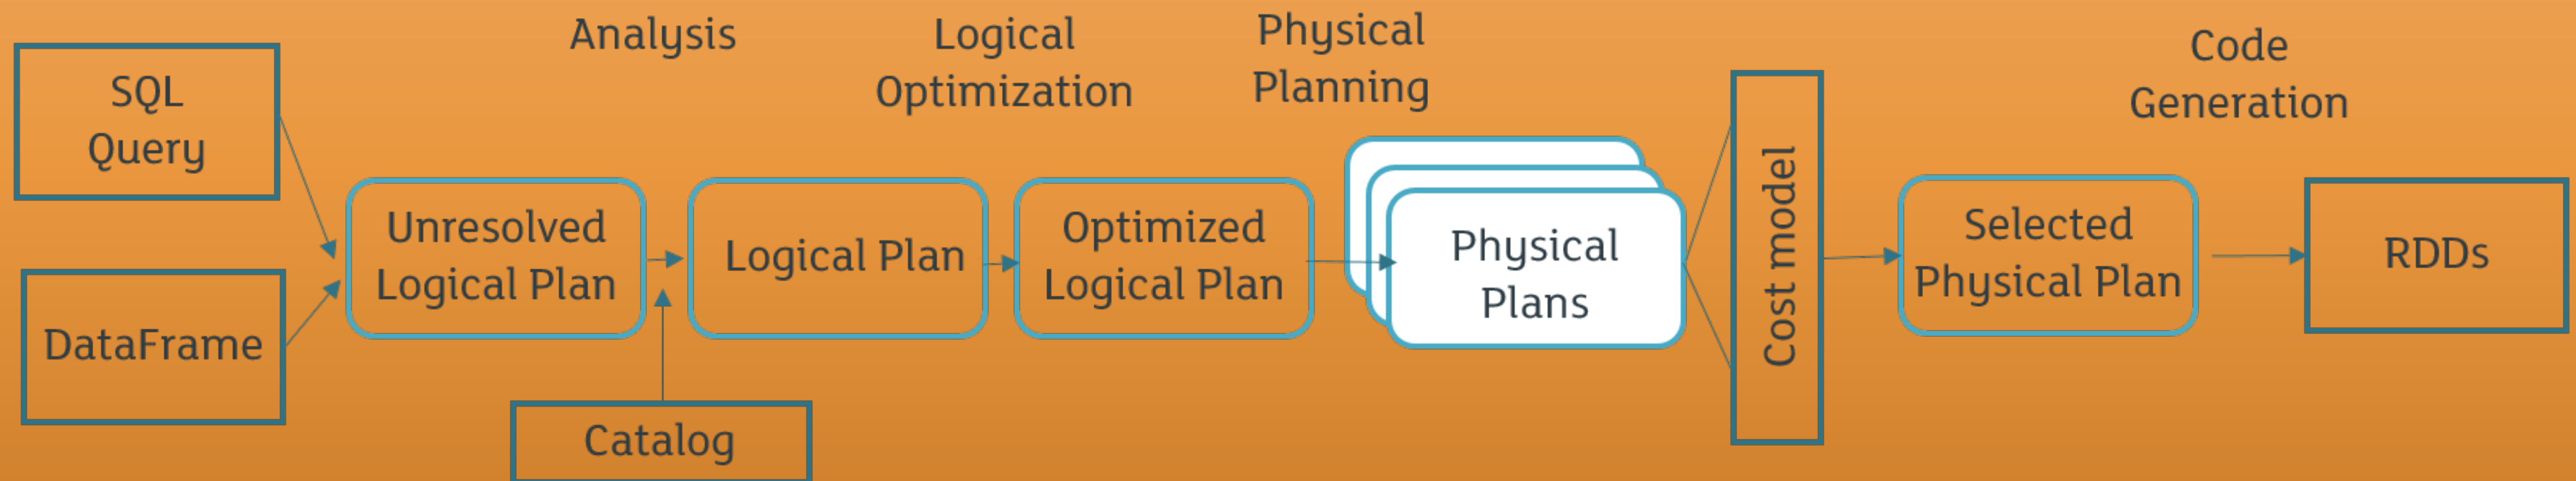 Analysis
Logical
Optimization
Physical
Planning
Code
Generation
SQL
Query
DataFrame
Unresolved
Logical Plan
Catalog
Logical Plan
Optimized
Logical Plan
Physical
Plans
Cost model
Selected
Physical Plan
RDDs